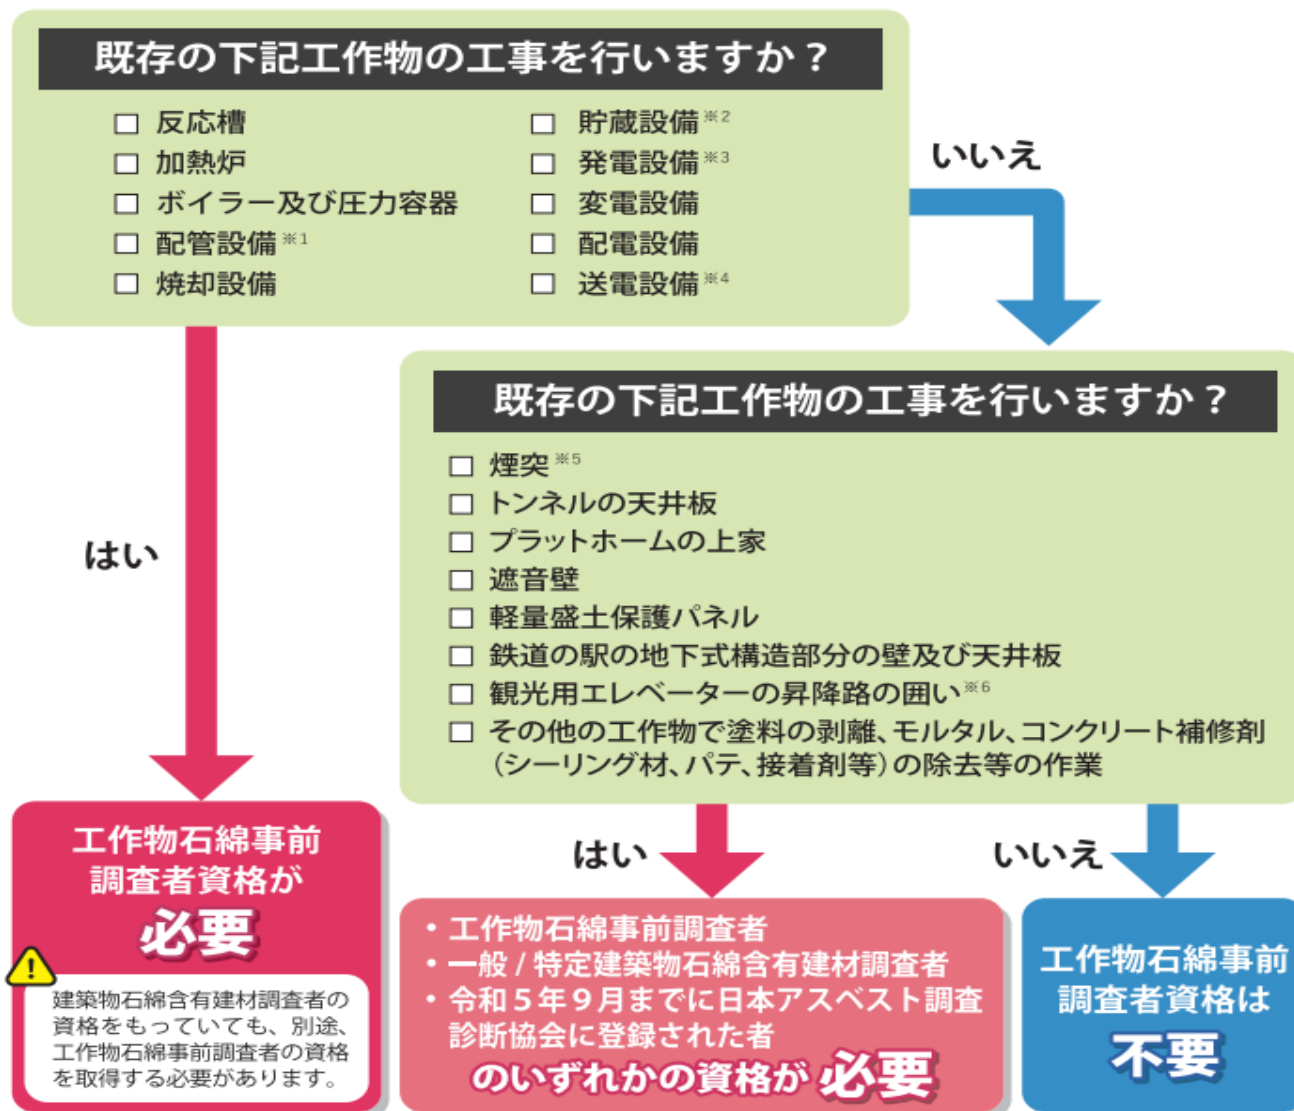 既存の下記工作物の工事を行いますか？
□ 反応槽
□ 加熱炉
□ ボイラー及び圧力容器
□ 配管設備※1
□ 焼却設備
□ 貯蔵設備※2
□ 発電設備※3
□ 変電設備
□ 配電設備
□ 送電設備※4
いいえ
はい
既存の下記工作物の工事を行いますか？
□ 煙突※5
□ トンネルの天井板
□ プラットホームの上家
□ 遮音壁
□ 軽量盛土保護パネル
□ 鉄道の駅の地下式構造部分の壁及び天井板
□ 観光用エレベーターの昇降路の囲い※6
□ その他の工作物で塗料の剥離、モルタル、コンクリート補修剤
（シーリング材、パテ、接着剤等）の除去等の作業
はい
いいえ
工作物石綿事前
調査者資格が
必要
!
建築物石綿含有建材調査者の
資格をもっていても、別途、
工作物石綿事前調査者の資格
を取得する必要があります。
・工作物石綿事前調査者
・一般 / 特定建築物石綿含有建材調査者
・令和５年９月までに日本アスベスト調査
診断協会に登録された者
のいずれかの資格が 必要
工作物石綿事前
調査者資格は
不要